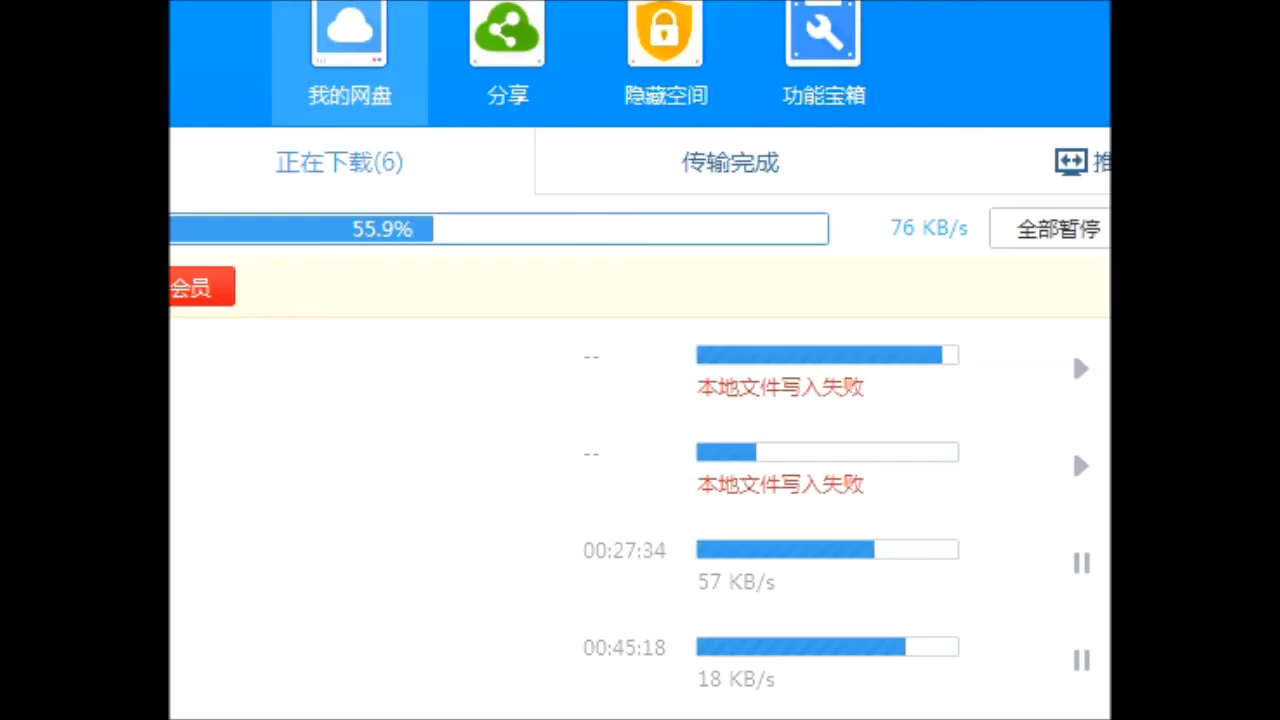 我的网盘
分享
隐藏空间
功能宝箱
正在下载(6)
传输完成
推
55.9%
76 KB/s
全部暂停
会员
--
本地文件写入失败
--
本地文件写入失败
00:27:34
57 KB/s
00:45:18
18 KB/s